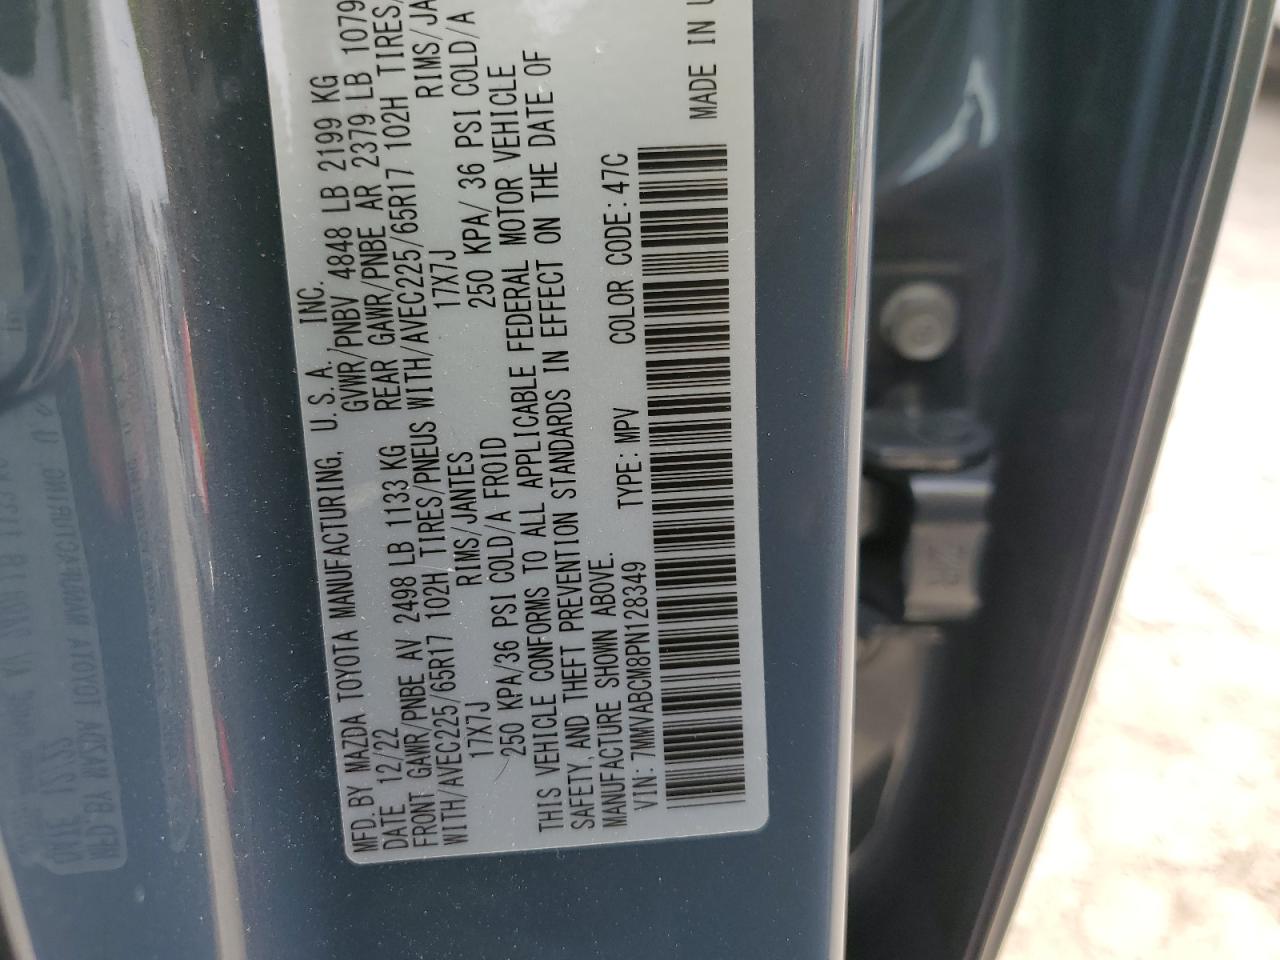 MFD. BY MAZDA TOYOTA MANUFACTURING, U. S. A. INC.
DATE 12/22 GVWR/PNBV 4848 LB 2199 KG
FRONT GAWR/PNBE AV 2498 LB 1133 KG REAR GAWR/PNBE AR 2379 LB 1079
WITH/AVEC225/65R17 102H TIRES/PNEUS WITH/AVEC225/65R17 102H TIRES/
17X7J RIMS/JANTES 17X7J RIMS/JA
250 KPA/36 PSI COLD/A FROID 250 KPA/ 36 PSI COLD/A
THIS VEHICLE CONFORMS TO ALL APPLICABLE FEDERAL MOTOR VEHICLE
SAFETY, AND THEFT PREVENTION STANDARDS IN EFFECT ON THE DATE OF
MANUFACTURE SHOWN ABOVE.
VIN: 7MMVABCM8PN128349 TYPE: MPV COLOR CODE: 47C
MADE IN U